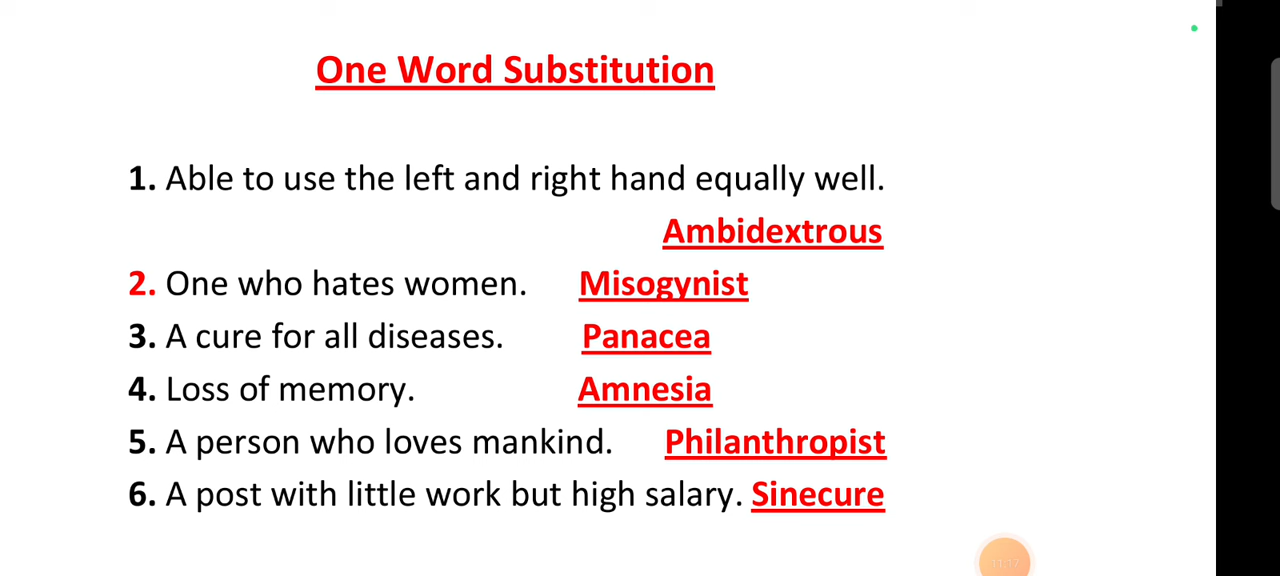 One Word Substitution
1. Able to use the left and right hand equally well.
Ambidextrous
2. One who hates women. Misogynist
3. A cure for all diseases. Panacea
4. Loss of memory. Amnesia
5. A person who loves mankind. Philanthropist
6. A post with little work but high salary. Sinecure
11:17